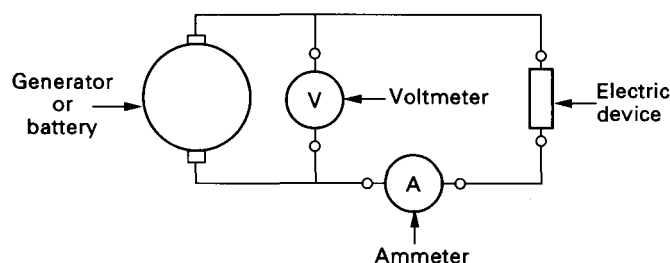 Generator
or
battery
V
Voltmeter
Electric
device
A
Ammeter